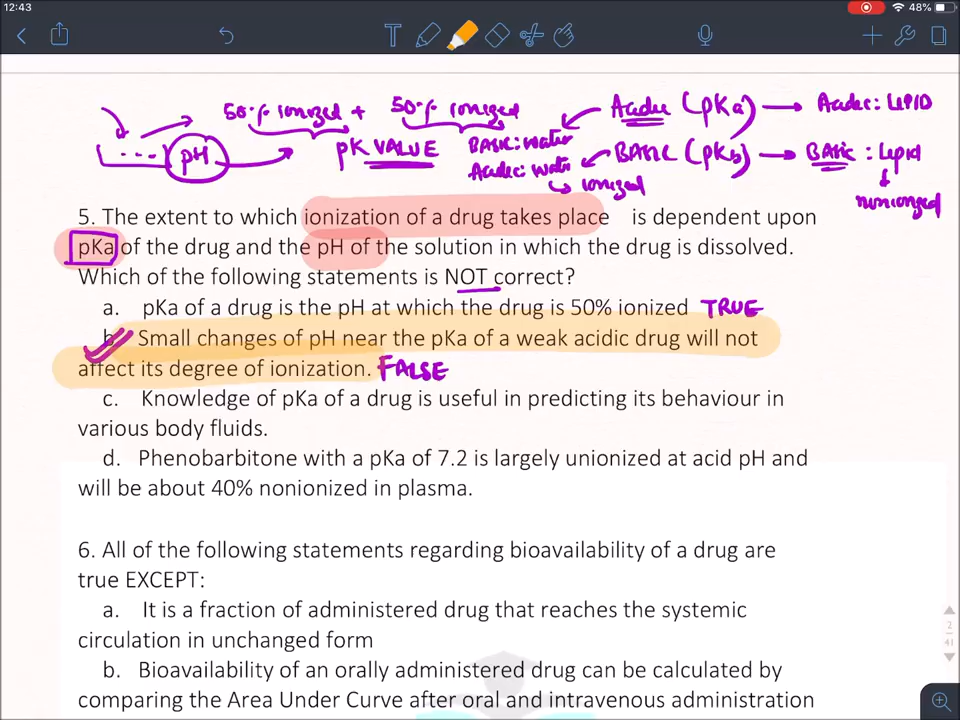 12:43
48%
50% ionized + 50% ionized
Acidic (pKa) → Acidic: LIPID
... pH → pK VALUE
BASIC: water
BASIC (pKb) → BASIC : Lipid
Acidic: water
↳ ionized
nonionized
5. The extent to which ionization of a drug takes place is dependent upon
pKa of the drug and the pH of the solution in which the drug is dissolved.
Which of the following statements is NOT correct?
a. pKa of a drug is the pH at which the drug is 50% ionized TRUE
b. Small changes of pH near the pKa of a weak acidic drug will not
affect its degree of ionization. FALSE
c. Knowledge of pKa of a drug is useful in predicting its behaviour in
various body fluids.
d. Phenobarbitone with a pKa of 7.2 is largely unionized at acid pH and
will be about 40% nonionized in plasma.
6. All of the following statements regarding bioavailability of a drug are
true EXCEPT:
a. It is a fraction of administered drug that reaches the systemic
circulation in unchanged form
b. Bioavailability of an orally administered drug can be calculated by
comparing the Area Under Curve after oral and intravenous administration
2
41